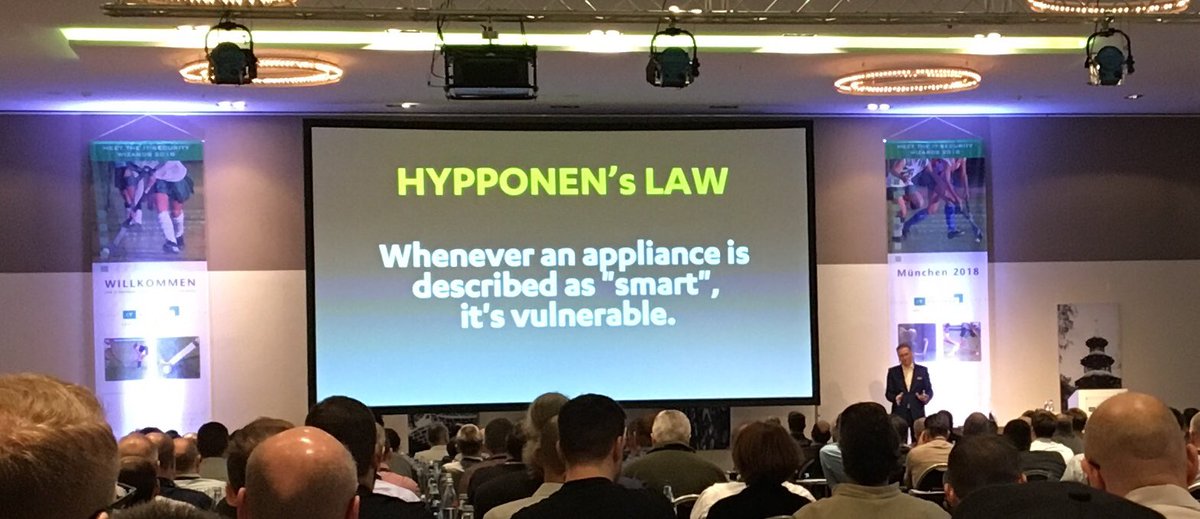 MEET THE IT-SECURITY
WIZARDS 2018
WILLKOMMEN
HYPPONEN's LAW
Whenever an appliance is
described as "smart",
it's vulnerable.
MEET THE IT-SECURITY
WIZARDS 2018
München 2018